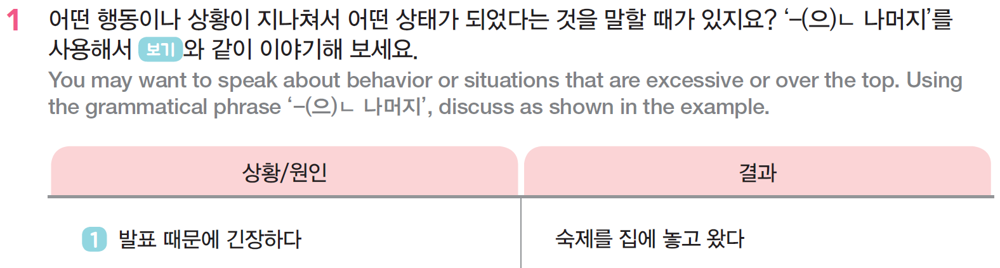 1 어떤 행동이나 상황이 지나쳐서 어떤 상태가 되었다는 것을 말할 때가 있지요? ‘–(으)ㄴ 나머지’를
사용해서 보기와 같이 이야기해 보세요.
You may want to speak about behavior or situations that are excessive or over the top. Using
the grammatical phrase ‘–(으)ㄴ 나머지’, discuss as shown in the example.
상황/원인 결과
1 발표 때문에 긴장하다 숙제를 집에 놓고 왔다